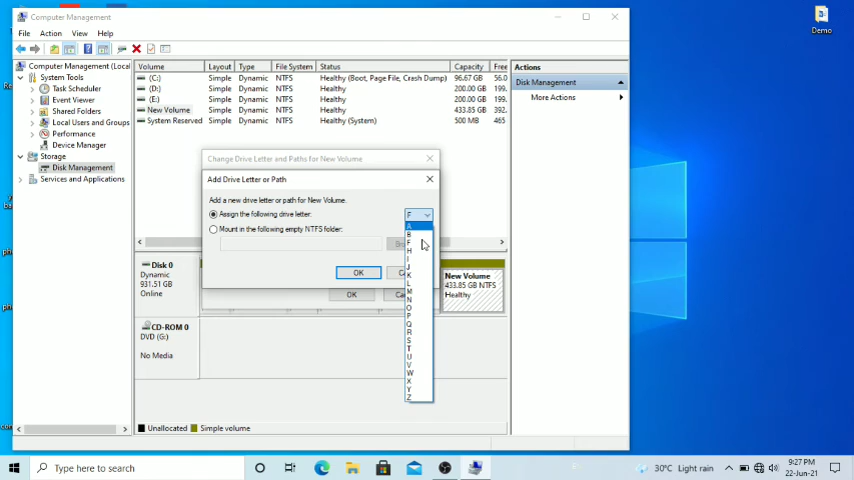 Computer Management
Demo
File Action View Help
Computer Management (Local
System Tools
Task Scheduler
Event Viewer
Shared Folders
Local Users and Groups
Performance
Device Manager
Storage
Disk Management
Services and Applications
Volume Layout Type File System Status Capacity Free
(C:) Simple Dynamic NTFS Healthy (Boot, Page File, Crash Dump) 96.67 GB 56.0
(D:) Simple Dynamic NTFS Healthy 200.00 GB 199.
(E:) Simple Dynamic NTFS Healthy 200.00 GB 199.
New Volume Simple Dynamic NTFS Healthy 433.85 GB 392.
System Reserved Simple Dynamic NTFS Healthy (System) 500 MB 465
Actions
Disk Management
More Actions
Change Drive Letter and Paths for New Volume
Add Drive Letter or Path
Add a new drive letter or path for New Volume.
Assign the following drive letter: F
Mount in the following empty NTFS folder:
OK
OK
A
B
F
H
I
J
K
L
M
N
O
P
Q
R
S
T
U
V
W
X
Y
Z
Disk 0
Dynamic
931.51 GB
Online
New Volume
433.85 GB NTFS
Healthy
CD-ROM 0
DVD (G:)
No Media
Unallocated Simple volume
Type here to search
30°C Light rain
9:27 PM
22-Jun-21